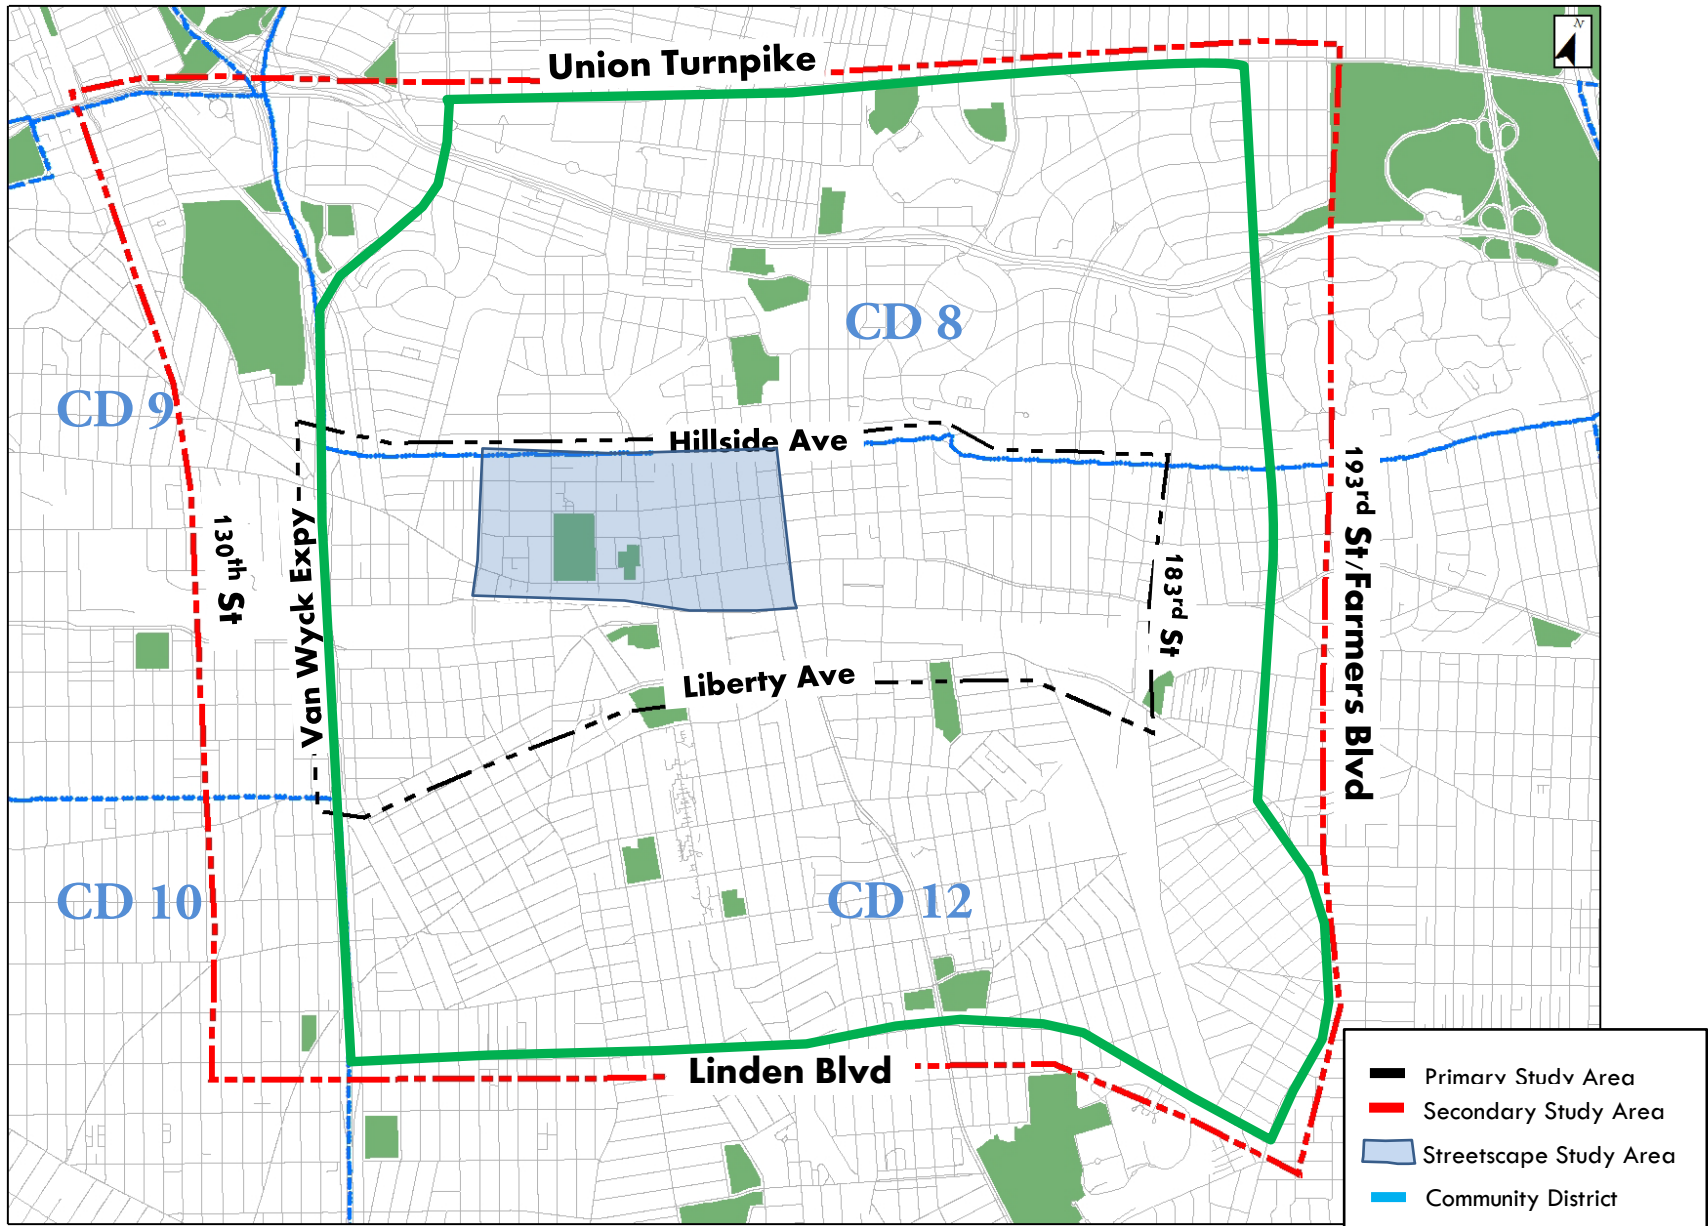 N
Union Turnpike
CD 8
CD 9
Hillside Ave
130th St
Van Wyck Expy
183rd St
193rd St/Farmers Blvd
Liberty Ave
CD 10
CD 12
Linden Blvd
Primary Study Area
Secondary Study Area
Streetscape Study Area
Community District